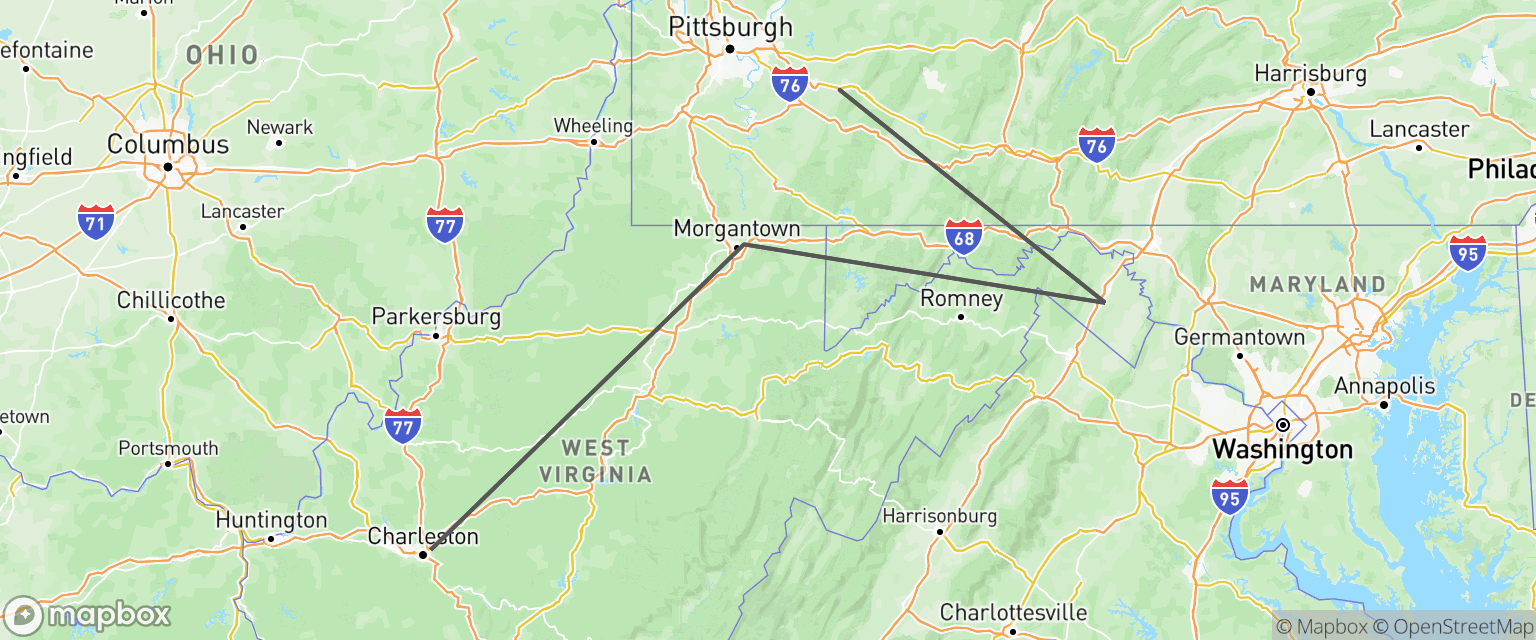 Marion
Pittsburgh
efontaine
OHIO
76
Harrisburg
Newark
Wheeling
Lancaster
Columbus
76
ngfield
Philad
Lancaster
71
77
Morgantown
68
95
MARYLAND
Chillicothe
Romney
Parkersburg
Germantown
Annapolis
DE
etown
77
Portsmouth
WEST
VIRGINIA
Washington
95
Huntington
Harrisonburg
Charleston
Charlottesville
mapbox
© Mapbox © OpenStreetMap